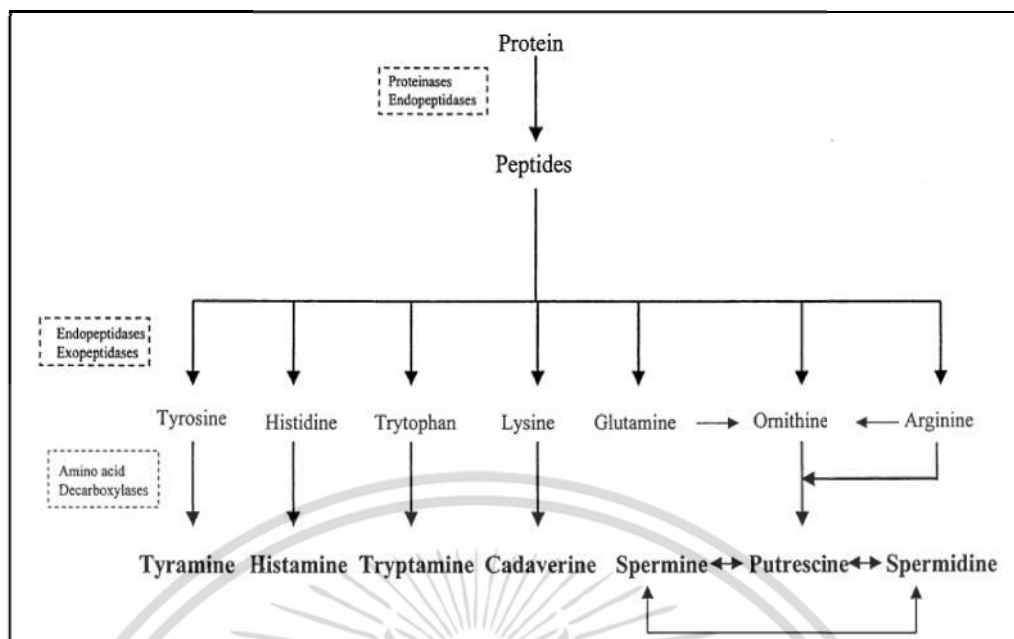 Protein
Proteinases
Endopeptidases
Peptides
Endopeptidases
Exopeptidases
Tyrosine Histidine Trytophan Lysine Glutamine Ornithine Arginine
Amino acid
Decarboxylases
Tyramine Histamine Tryptamine Cadaverine Spermine Putrescine Spermidine